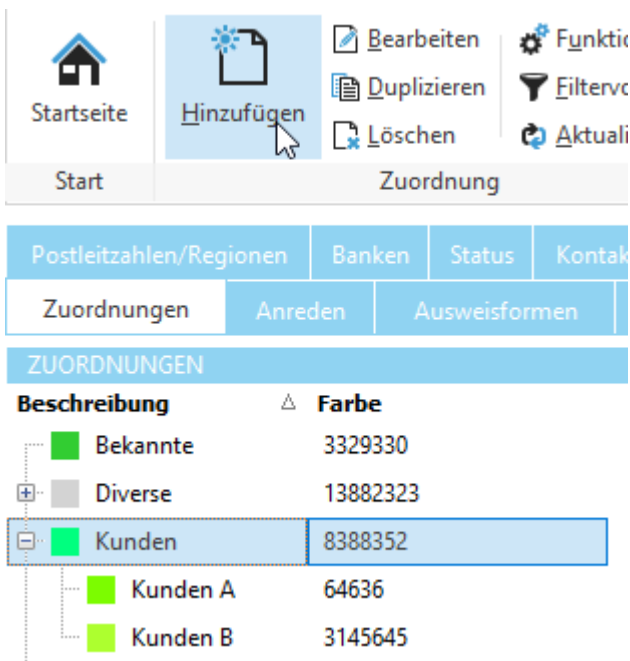 Startseite
Hinzufügen
Bearbeiten
Duplizieren
Löschen
Start
Zuordnung
Postleitzahlen/Regionen Banken Status
Zuordnungen Anreden Ausweisformen
ZUORDNUNGEN
Beschreibung Farbe
Bekannte 3329330
Diverse 13882323
Kunden 8388352
Kunden A 64636
Kunden B 3145645